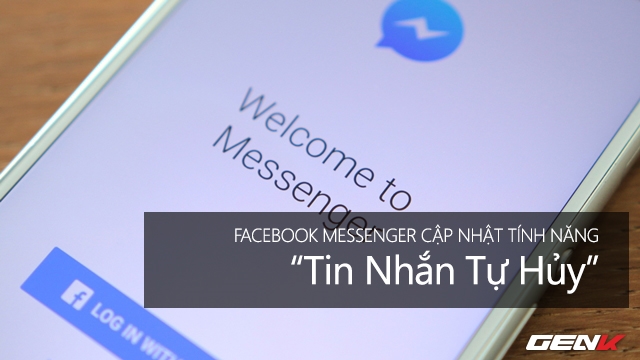 Welcome to
Messenger
FACEBOOK MESSENGER CẬP NHẬT TÍNH NĂNG
“Tin Nhắn Tự Hủy”
LOG IN WITH
GENK